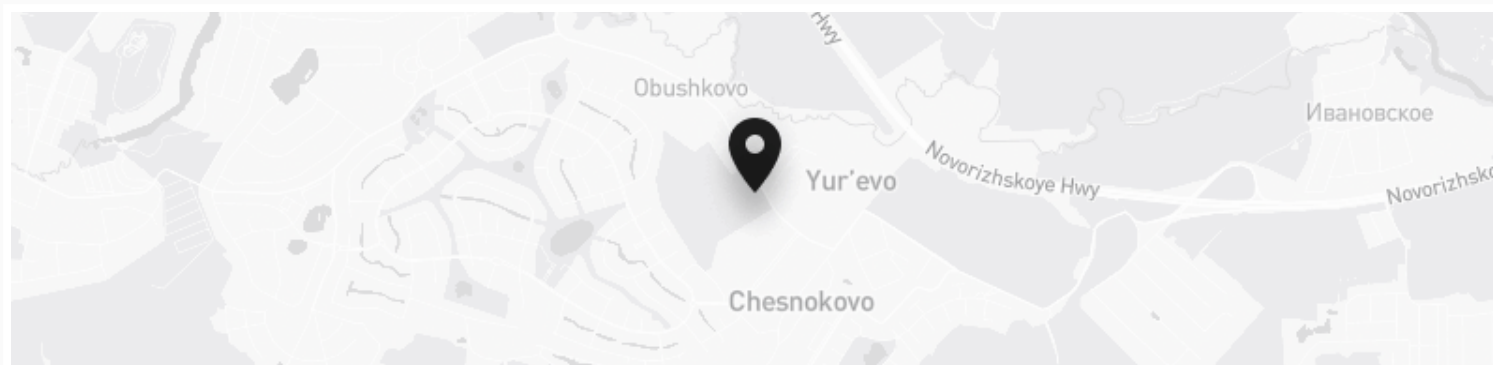 Hwy
Obushkovo
Ивановское
Novorizhskoye Hwy
Yur'evo
Novorizhsko
Chesnokovo